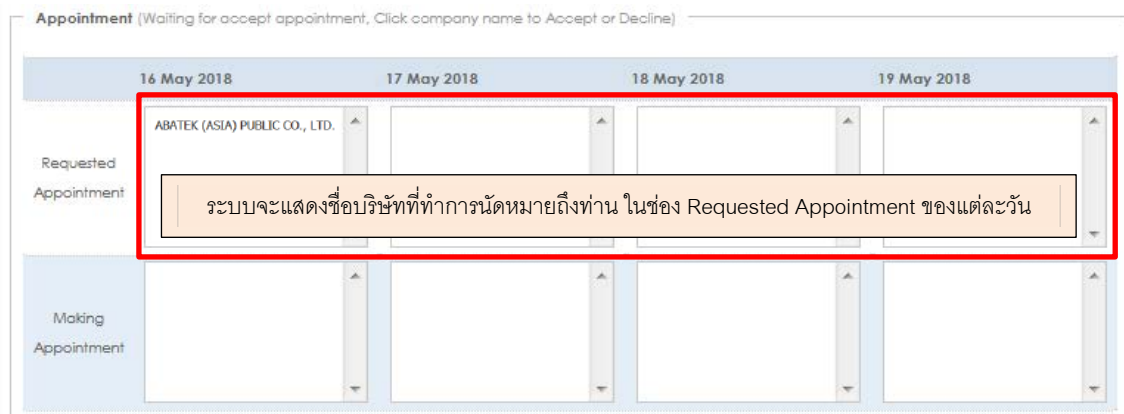 Appointment (Waiting for accept appointment, Click company name to Accept or Decline)
16 May 2018 17 May 2018 18 May 2018 19 May 2018
ABATEK (ASIA) PUBLIC CO., LTD.
Requested
Appointment
ระบบจะแสดงชื่อบริษัทที่ทำการนัดหมายถึงท่าน ในช่อง Requested Appointment ของแต่ละวัน
Making
Appointment